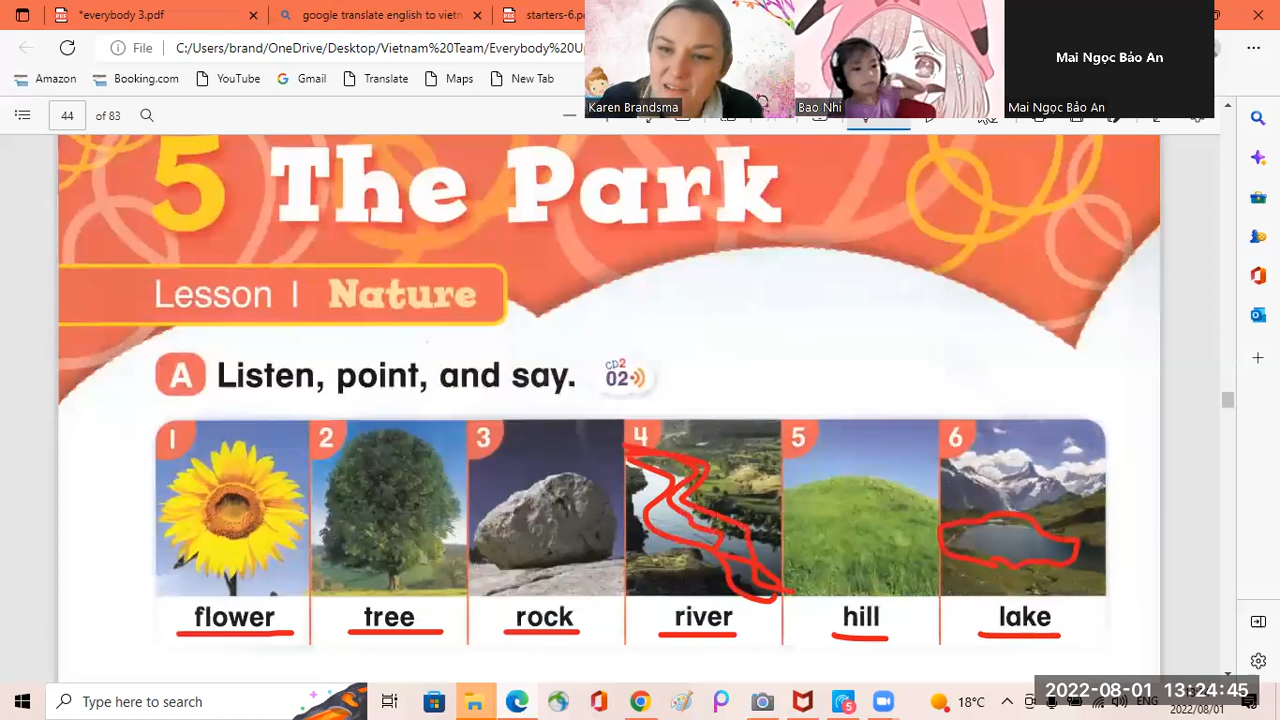 "everybody 3.pdf
google translate english to vietn
starters-6.p
File
C:/Users/brand/OneDrive/Desktop/Vietnam%20Team/Everybody%20U
Amazon
Booking.com
YouTube
Gmail
Translate
Maps
New Tab
Karen Brandsma
Bao Nhi
Mai Ngọc Bảo An
Mai Ngọc Bảo An
44
of 83
5 The Park
Lesson 1 Nature
A Listen, point, and say.
CD2
02
1
2
3
4
5
6
flower
tree
rock
river
hill
lake
Type here to search
5
18°C
ENG
2022-08-01 13:24:45
2022/08/01